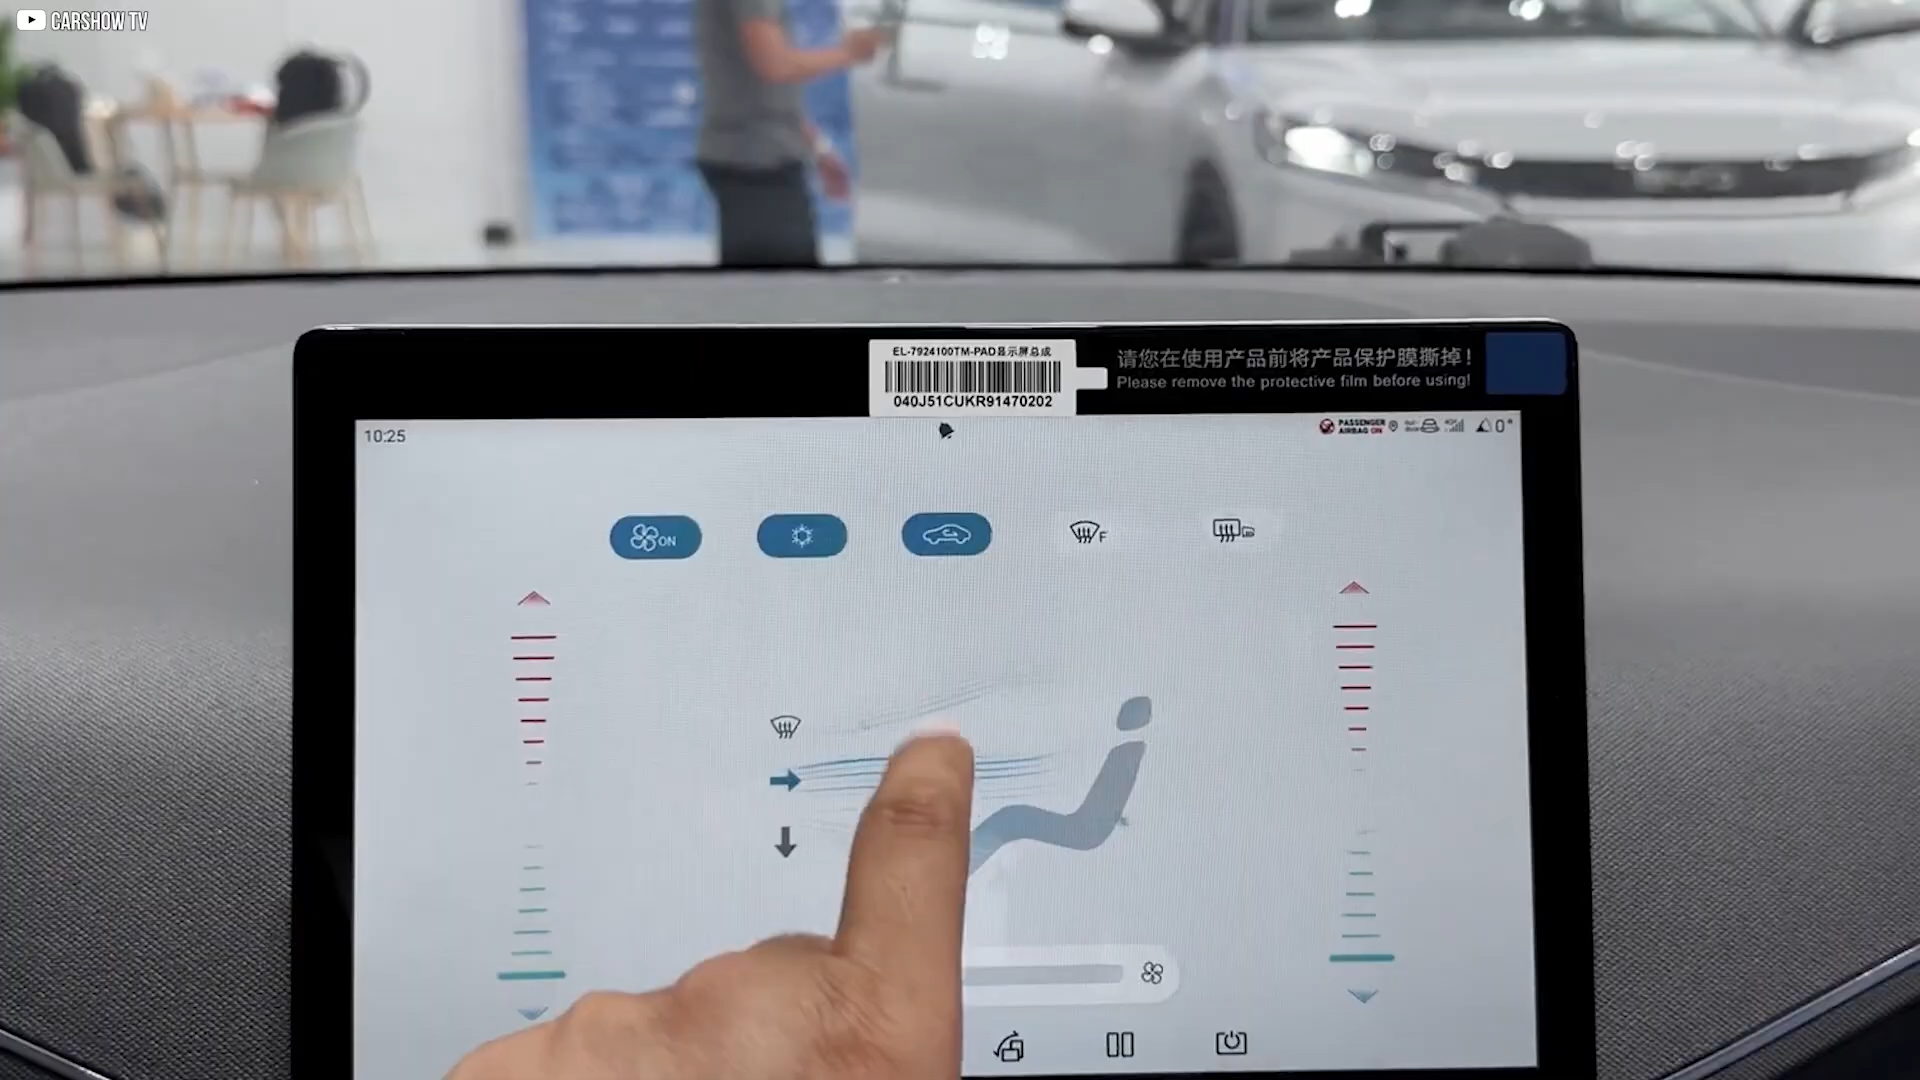 CARSHOW TV
EL-7924100TM-PAD显示屏总成
040J51CUKR91470202
请您在使用产品前将产品保护膜撕掉！
Please remove the protective film before using!
10:25
PASSENGER
AIRBAG ON
0°
ON
F